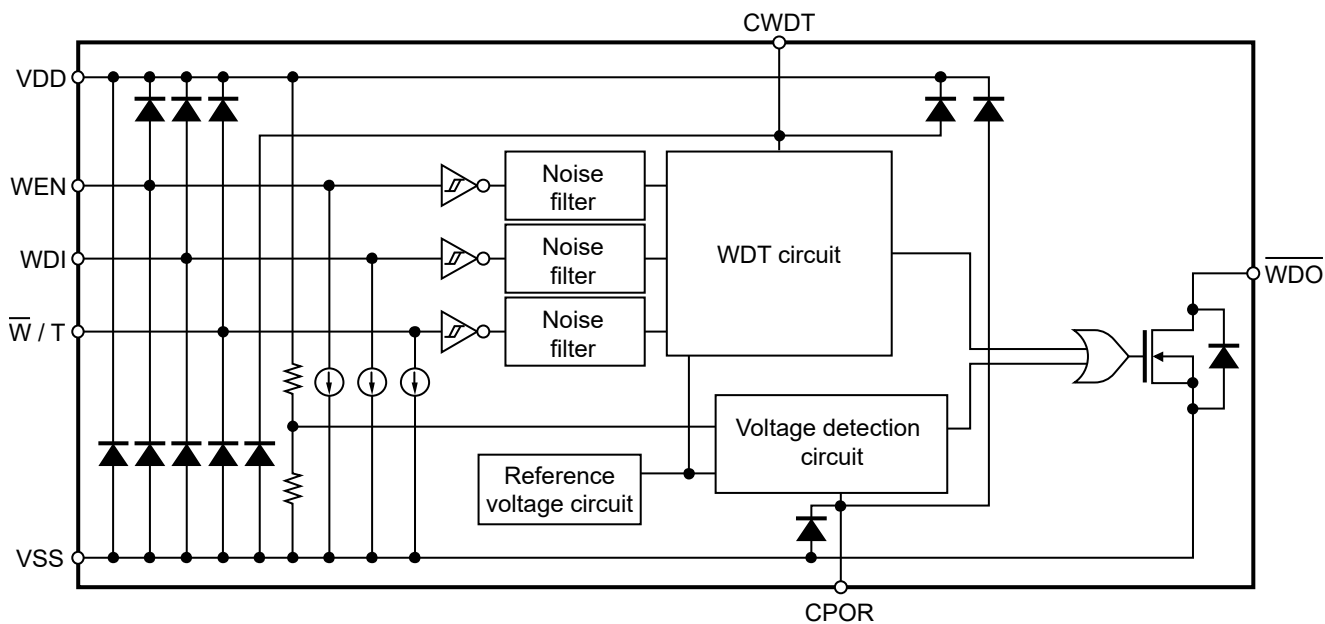 CWDT
VDD
WEN
Noise
filter
WDI
Noise
filter
WDT circuit
W̅ / T
Noise
filter
W̅D̅O̅
Voltage detection
circuit
Reference
voltage circuit
VSS
CPOR